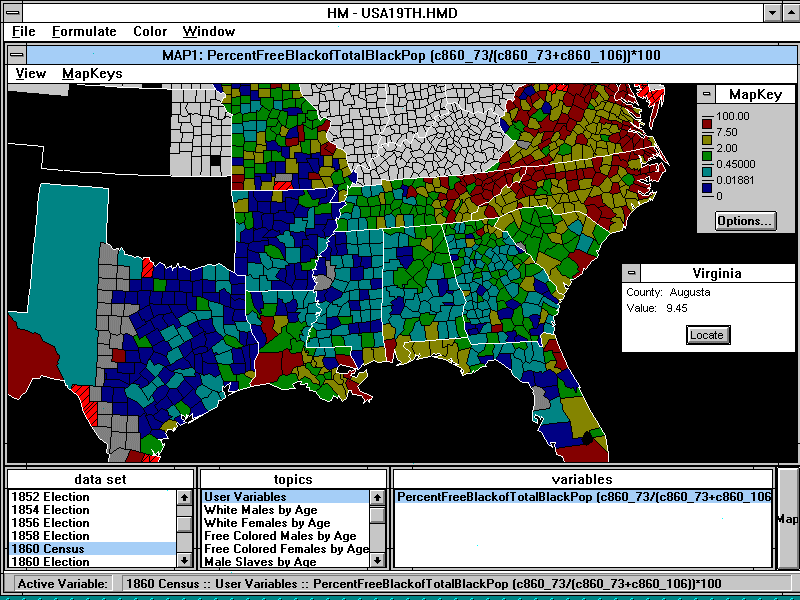 HM - USA19TH.HMD
File Formulate Color Window
MAP1: PercentFreeBlackofTotalBlackPop (c860_73/(c860_73+c860_106))*100
View MapKeys
MapKey
100.00
7.50
2.00
0.45000
0.01881
0
Options...
Virginia
County: Augusta
Value: 9.45
Locate
data set
1852 Election
1854 Election
1856 Election
1858 Election
1860 Census
1860 Election
topics
User Variables
White Males by Age
White Females by Age
Free Colored Males by Age
Free Colored Females by Age
Male Slaves by Age
variables
PercentFreeBlackofTotalBlackPop (c860_73/(c860_73+c860_106
Map
Active Variable: 1860 Census :: User Variables :: PercentFreeBlackofTotalBlackPop (c860_73/(c860_73+c860_106))*100